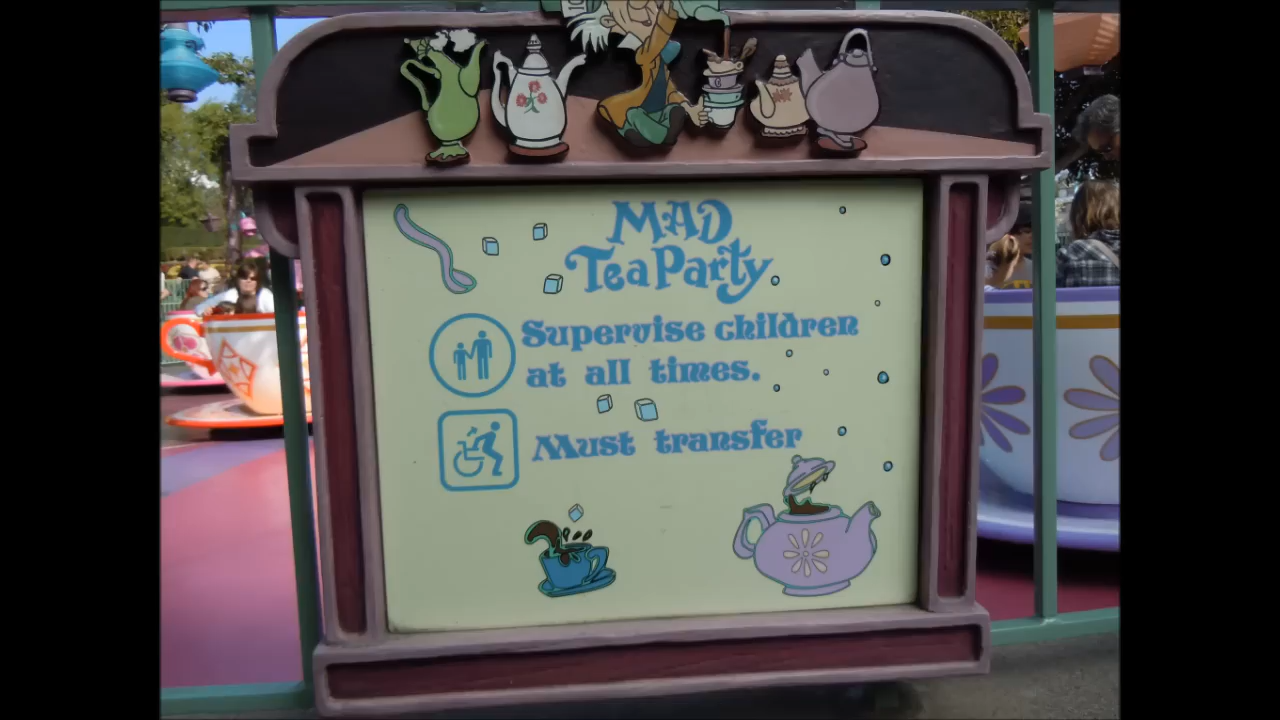 MAD
Tea Party
Supervise children
at all times.
Must transfer